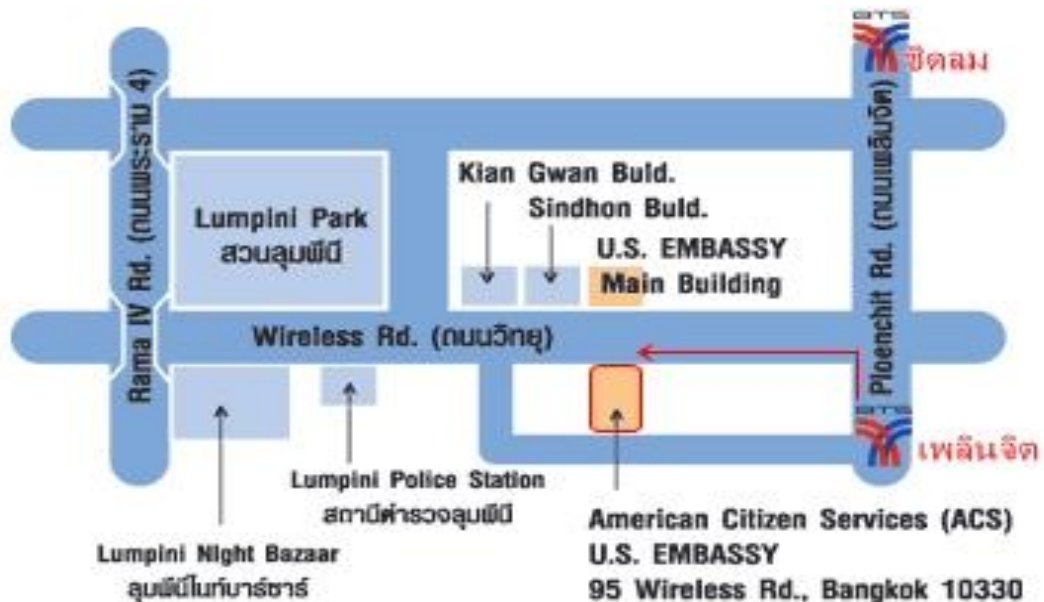 BTS
ชิดลม
Rama IV Rd. (ถนนพระราม 4)
Ploenchit Rd. (ถนนเพลินจิต)
Kian Gwan Buld.
Sindhon Buld.
Lumpini Park
สวนลุมพีนี
U.S. EMBASSY
Main Building
Wireless Rd. (ถนนวิทยุ)
BTS
เพลินจิต
Lumpini Police Station
สถานีตำรวจลุมพีนี
American Citizen Services (ACS)
U.S. EMBASSY
95 Wireless Rd., Bangkok 10330
Lumpini Night Bazaar
ลุมพีนีไนท์บาร์ซาร์